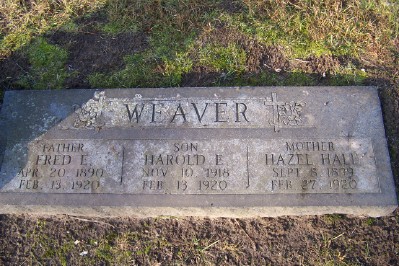 WEAVER
FATHER
FRED E.
APR. 20 1890
FEB. 13 1920
SON
HAROLD E.
NOV. 10 1918
FEB. 13 1920
MOTHER
HAZEL HALL
SEPT. 8 1899
FEB. 27 1920